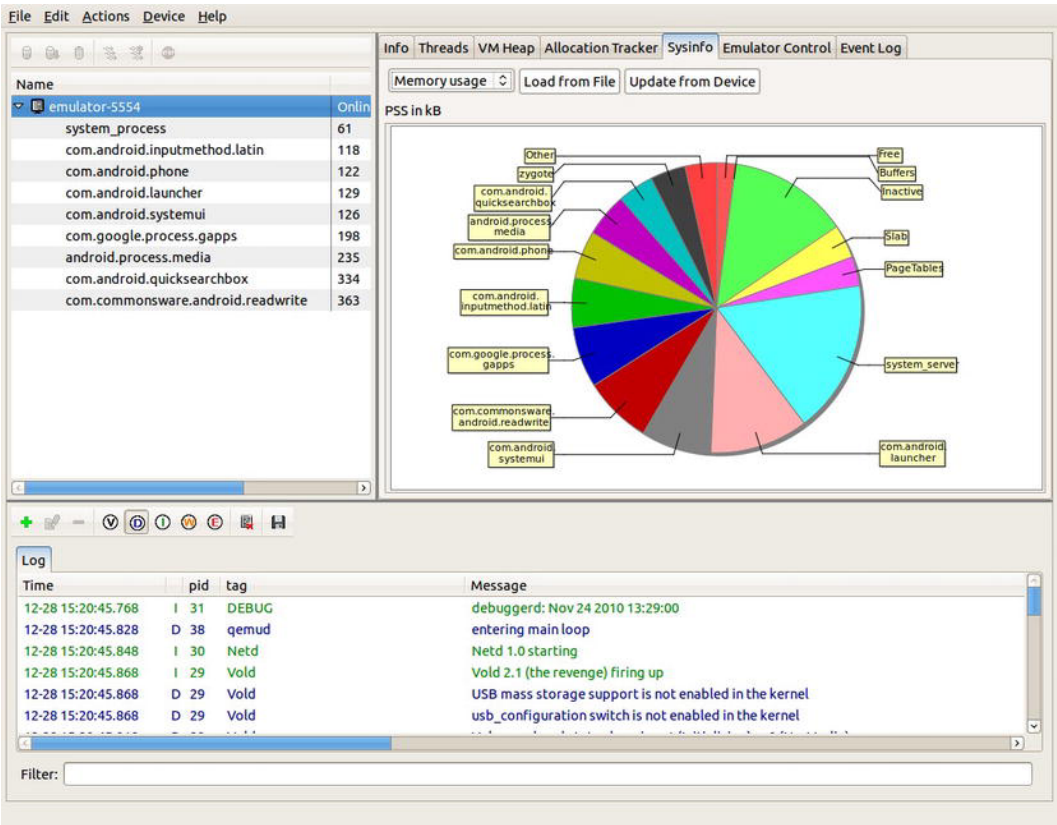 File Edit Actions Device Help
Name
emulator-5554 Onlin
system_process 61
com.android.inputmethod.latin 118
com.android.phone 122
com.android.launcher 129
com.android.systemui 126
com.google.process.gapps 198
android.process.media 235
com.android.quicksearchbox 334
com.commonsware.android.readwrite 363
Info Threads VM Heap Allocation Tracker Sysinfo Emulator Control Event Log
Memory usage Load from File Update from Device
PSS in kB
Other
zygote
com.android.
quicksearchbox
android.process.
media
com.android.phone
com.android.
inputmethod.latin
com.google.process.
gapps
com.commonsware.
android.readwrite
com.android.
systemui
Free
Buffers
Inactive
Slab
PageTables
system_server
com.android.
launcher
V D I W E
Log
Time pid tag Message
12-28 15:20:45.768 I 31 DEBUG debuggerd: Nov 24 2010 13:29:00
12-28 15:20:45.828 D 38 qemud entering main loop
12-28 15:20:45.848 I 30 Netd Netd 1.0 starting
12-28 15:20:45.868 I 29 Vold Vold 2.1 (the revenge) firing up
12-28 15:20:45.868 D 29 Vold USB mass storage support is not enabled in the kernel
12-28 15:20:45.868 D 29 Vold usb_configuration switch is not enabled in the kernel
Filter: